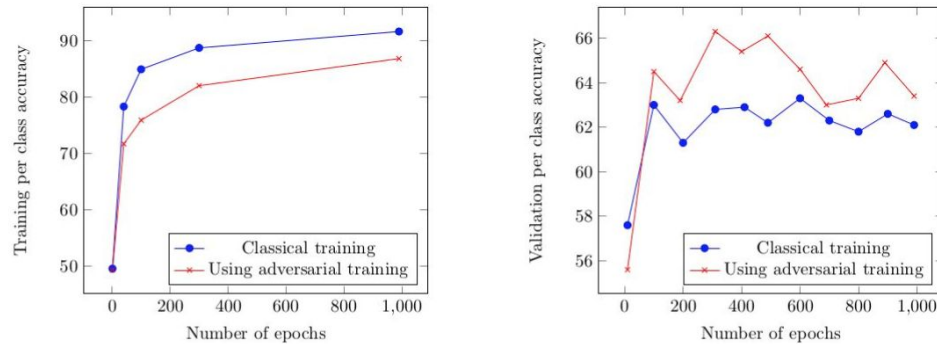 Training per class accuracy
90
80
70
60
50
0 200 400 600 800 1,000
Number of epochs
Classical training
Using adversarial training
Validation per class accuracy
66
64
62
60
58
56
0 200 400 600 800 1,000
Number of epochs
Classical training
Using adversarial training